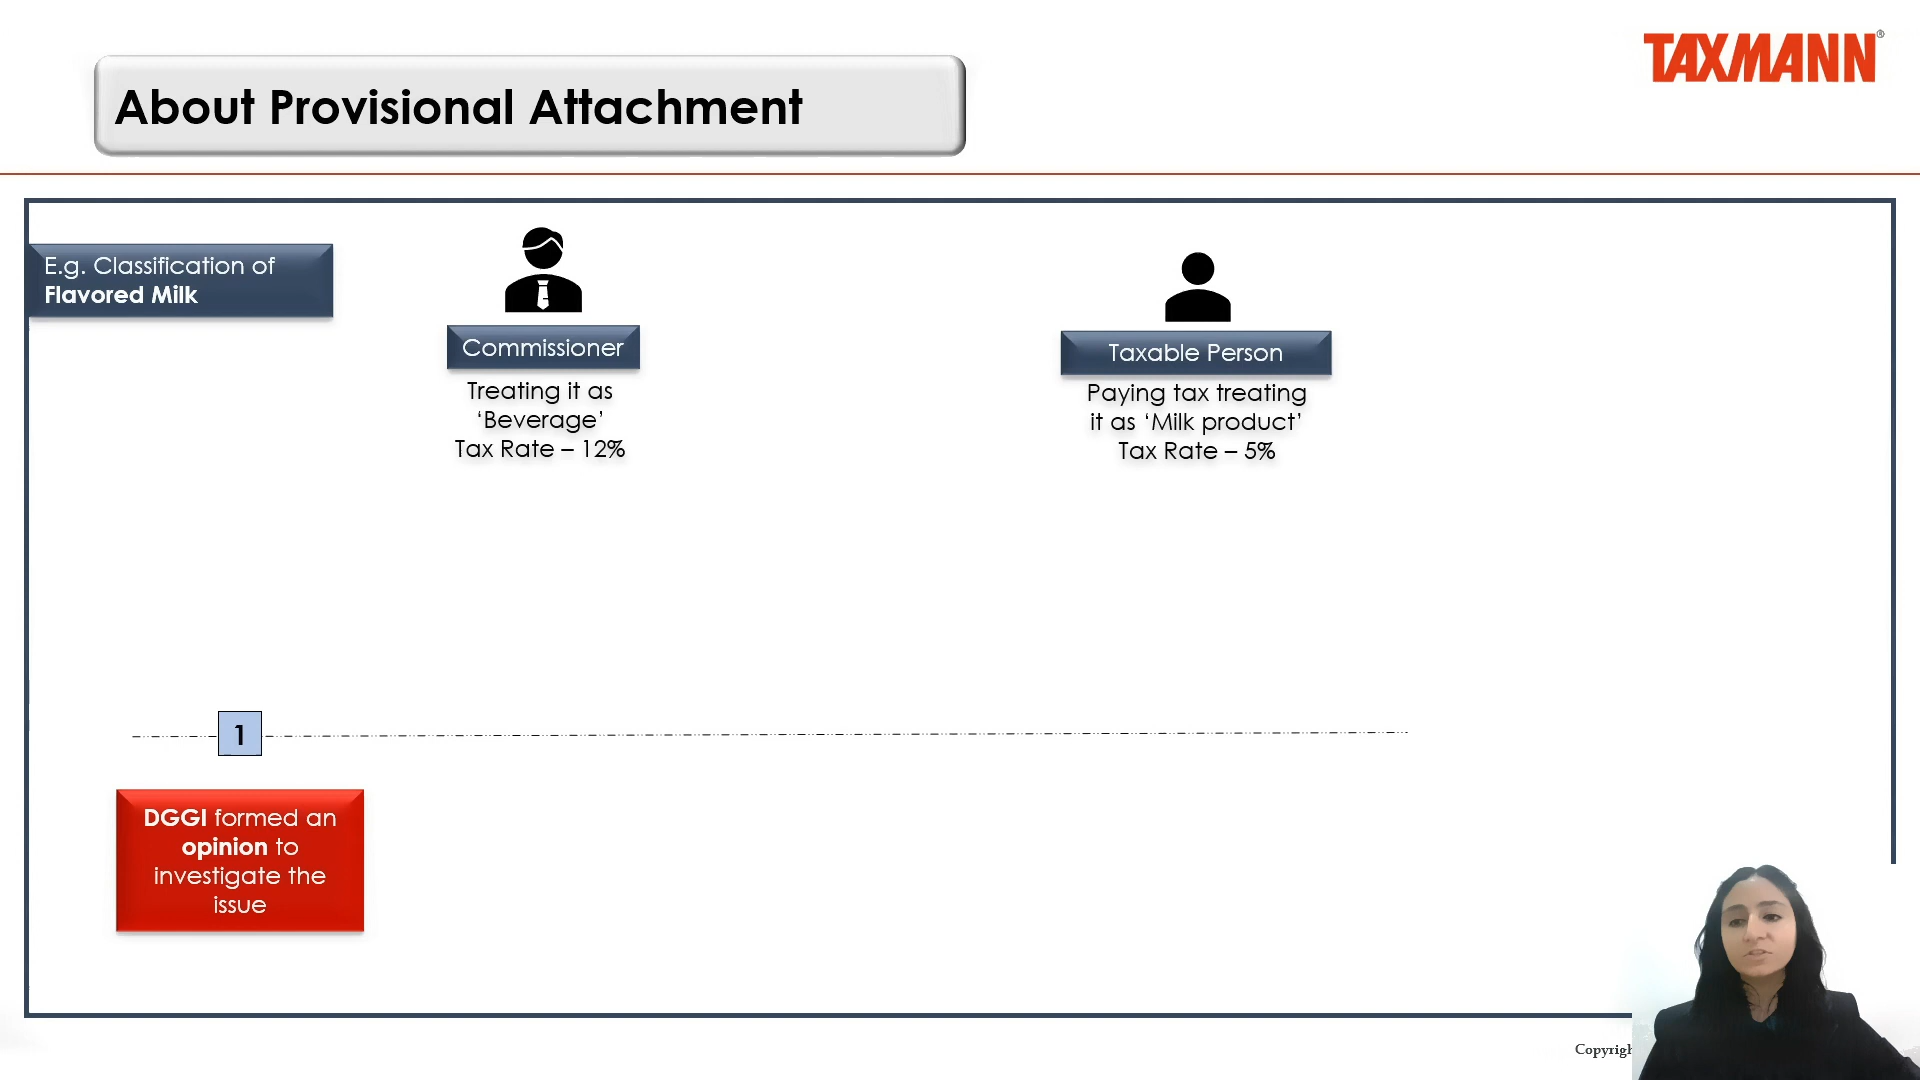 About Provisional Attachment
TAXMANN®
E.g. Classification of
Flavored Milk
Commissioner
Treating it as
‘Beverage’
Tax Rate – 12%
Taxable Person
Paying tax treating
it as ‘Milk product’
Tax Rate – 5%
1
DGGI formed an
opinion to
investigate the
issue